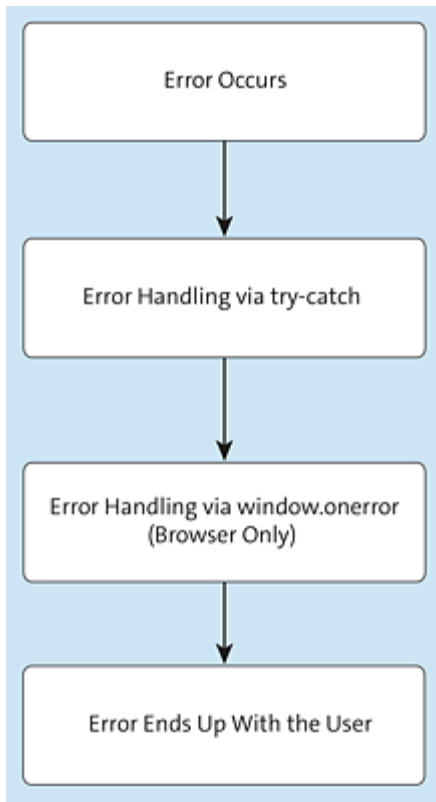 Error Occurs
Error Handling via try-catch
Error Handling via window.onerror
(Browser Only)
Error Ends Up With the User